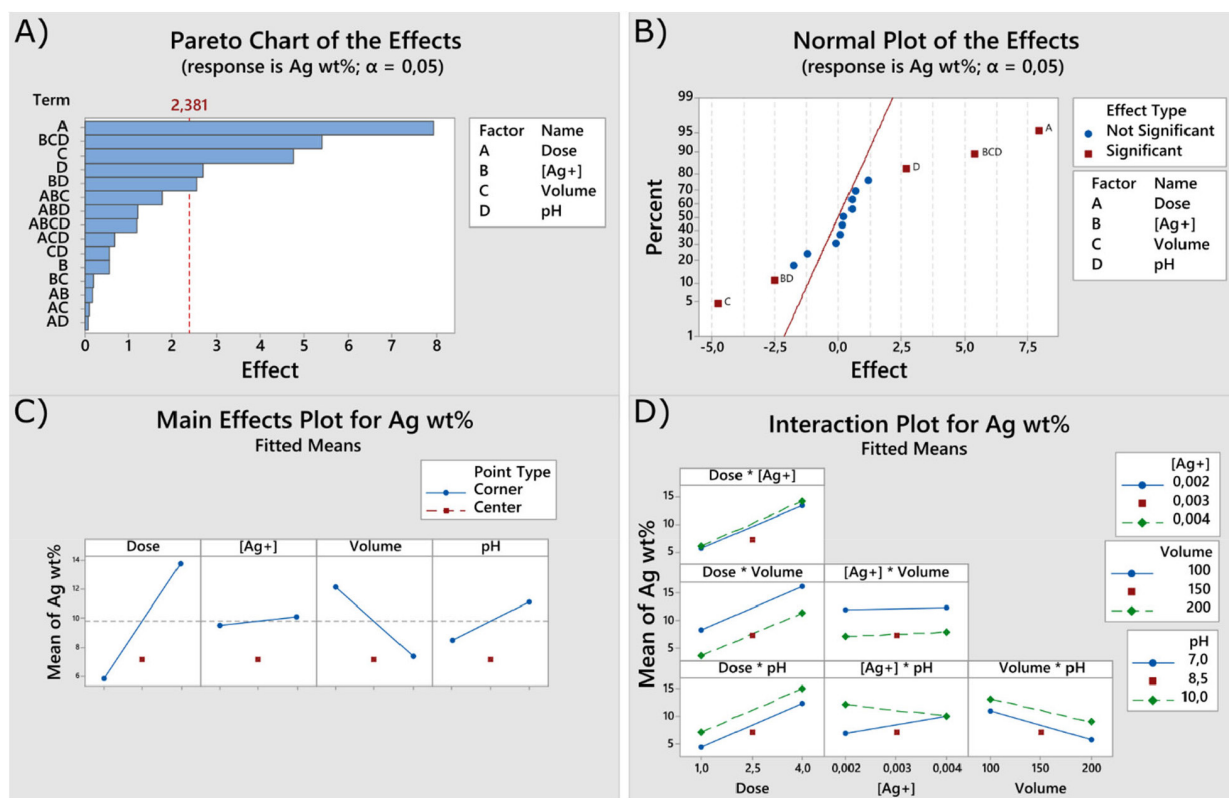 A)
Pareto Chart of the Effects
(response is Ag wt%; α = 0,05)
Term
2,381
A
BCD
C
D
BD
ABC
ABD
ABCD
ACD
CD
B
BC
AB
AC
AD
0 1 2 3 4 5 6 7 8
Effect
Factor Name
A Dose
B [Ag+]
C Volume
D pH
B)
Normal Plot of the Effects
(response is Ag wt%; α = 0,05)
Percent
99
95
90
80
70
60
50
40
30
20
10
5
1
A
BCD
D
BD
C
-5,0 -2,5 0,0 2,5 5,0 7,5
Effect
Effect Type
Not Significant
Significant
Factor Name
A Dose
B [Ag+]
C Volume
D pH
C)
Main Effects Plot for Ag wt%
Fitted Means
Point Type
Corner
Center
Dose [Ag+] Volume pH
Mean of Ag wt%
14
12
10
8
6
D)
Interaction Plot for Ag wt%
Fitted Means
Mean of Ag wt%
Dose * [Ag+]
15
10
5
Dose * Volume [Ag+] * Volume
15
10
5
Dose * pH [Ag+] * pH Volume * pH
15
10
5
1,0 2,5 4,0 0,002 0,003 0,004 100 150 200
Dose [Ag+] Volume
[Ag+]
0,002
0,003
0,004
Volume
100
150
200
pH
7,0
8,5
10,0